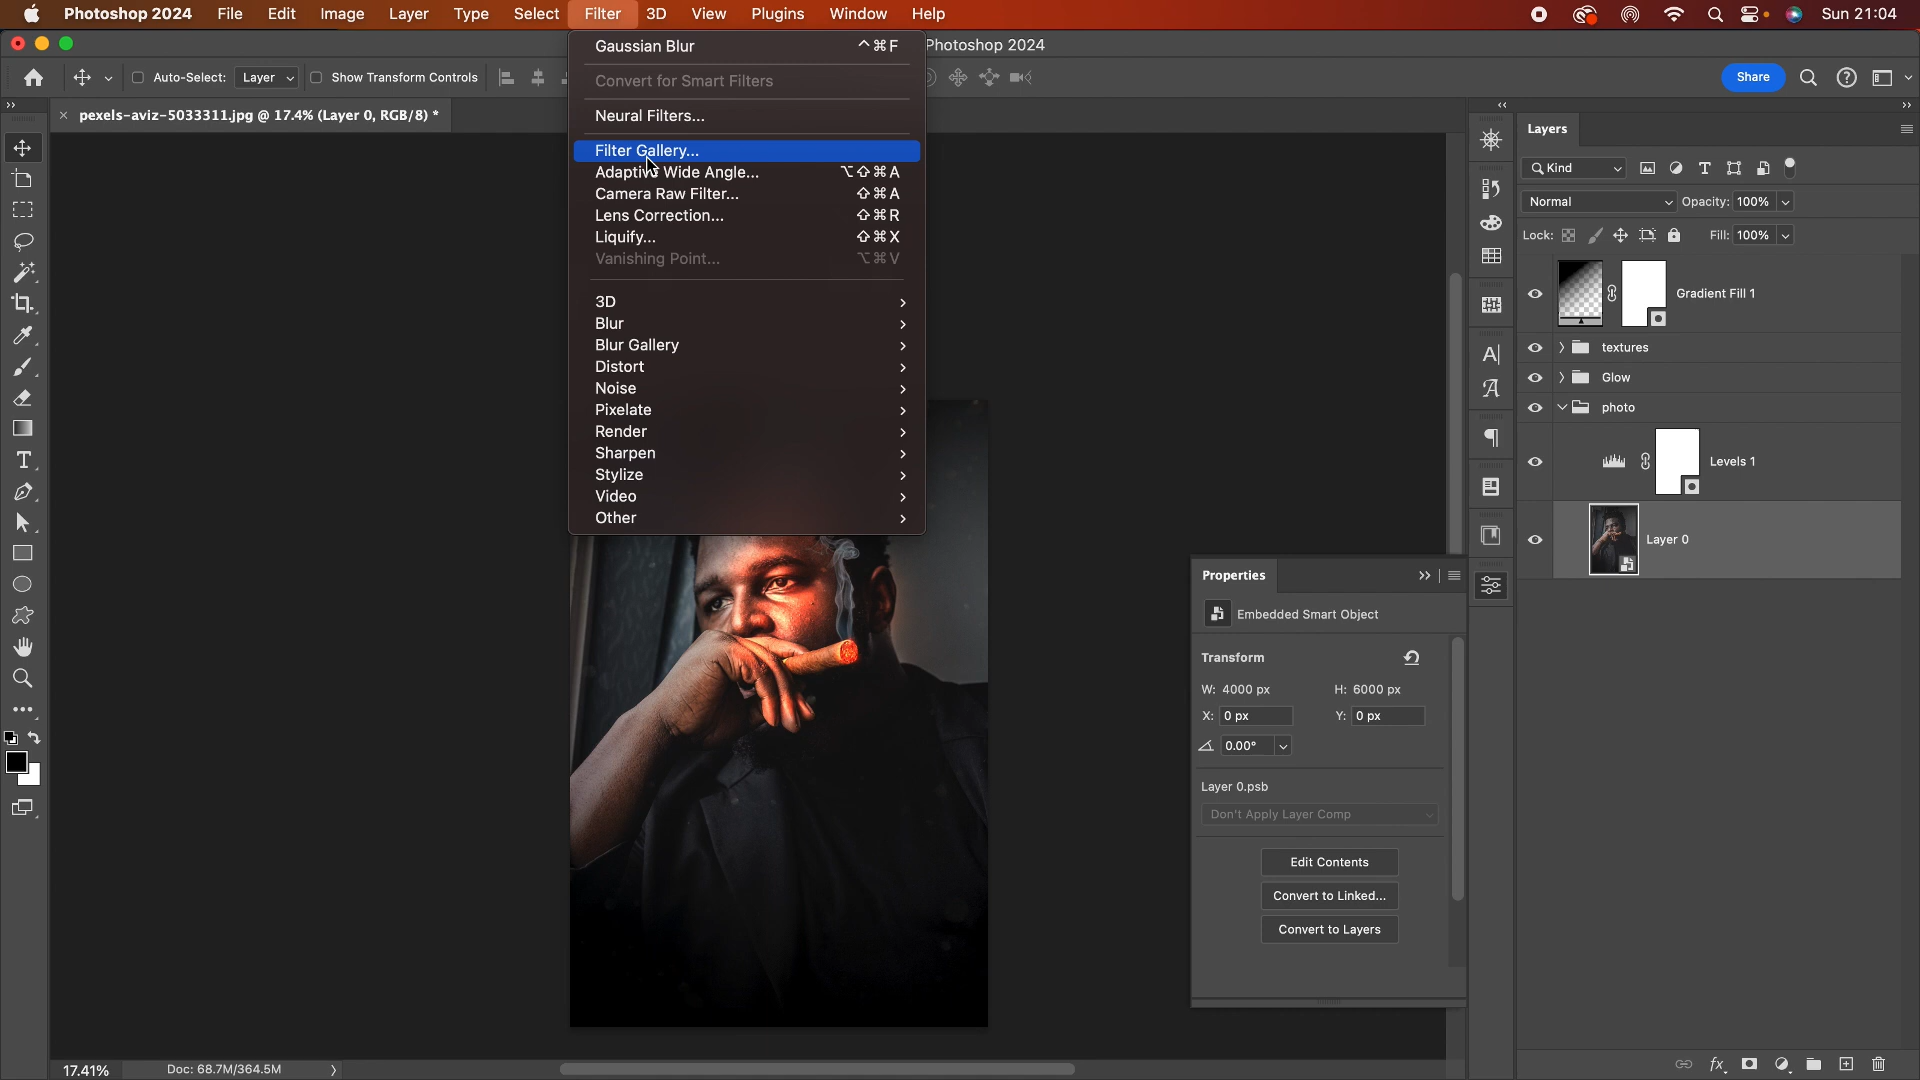 Photoshop 2024 File Edit Image Layer Type Select Filter 3D View Plugins Window Help Sun 21:04
Photoshop 2024
Auto-Select: Layer Show Transform Controls Share
pexels-aviz-5033311.jpg @ 17.4% (Layer 0, RGB/8) *
Gaussian Blur ^⌘F
Convert for Smart Filters
Neural Filters...
Filter Gallery...
Adaptive Wide Angle... ⌥⇧⌘A
Camera Raw Filter... ⇧⌘A
Lens Correction... ⇧⌘R
Liquify... ⇧⌘X
Vanishing Point... ⌥⌘V
3D
Blur
Blur Gallery
Distort
Noise
Pixelate
Render
Sharpen
Stylize
Video
Other
Layers
Kind
Normal Opacity: 100%
Lock: Fill: 100%
Gradient Fill 1
textures
Glow
photo
Levels 1
Layer 0
Properties
Embedded Smart Object
Transform
W: 4000 px H: 6000 px
X: 0 px Y: 0 px
0.00°
Layer 0.psb
Don't Apply Layer Comp
Edit Contents
Convert to Linked...
Convert to Layers
17.41% Doc: 68.7M/364.5M